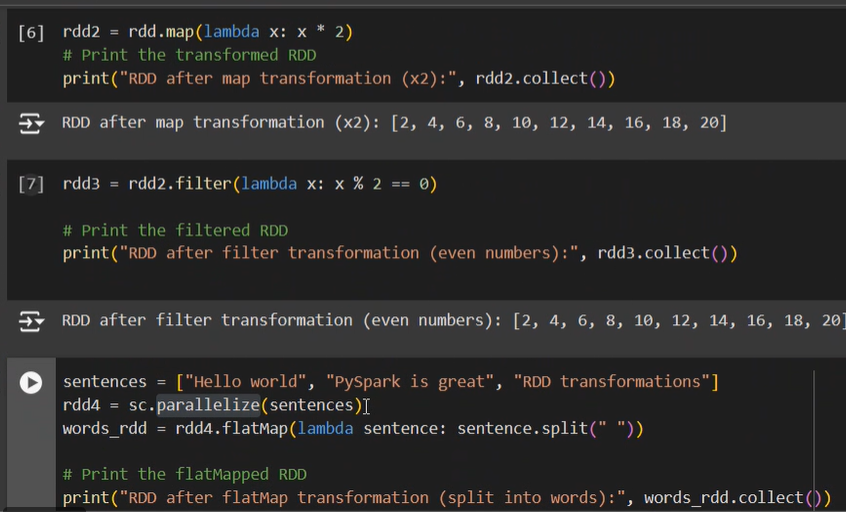 [6] rdd2 = rdd.map(lambda x: x * 2)
# Print the transformed RDD
print("RDD after map transformation (x2):", rdd2.collect())
RDD after map transformation (x2): [2, 4, 6, 8, 10, 12, 14, 16, 18, 20]
[7] rdd3 = rdd2.filter(lambda x: x % 2 == 0)
# Print the filtered RDD
print("RDD after filter transformation (even numbers):", rdd3.collect())
RDD after filter transformation (even numbers): [2, 4, 6, 8, 10, 12, 14, 16, 18, 20]
sentences = ["Hello world", "PySpark is great", "RDD transformations"]
rdd4 = sc.parallelize(sentences)
words_rdd = rdd4.flatMap(lambda sentence: sentence.split(" "))
# Print the flatMapped RDD
print("RDD after flatMap transformation (split into words):", words_rdd.collect())